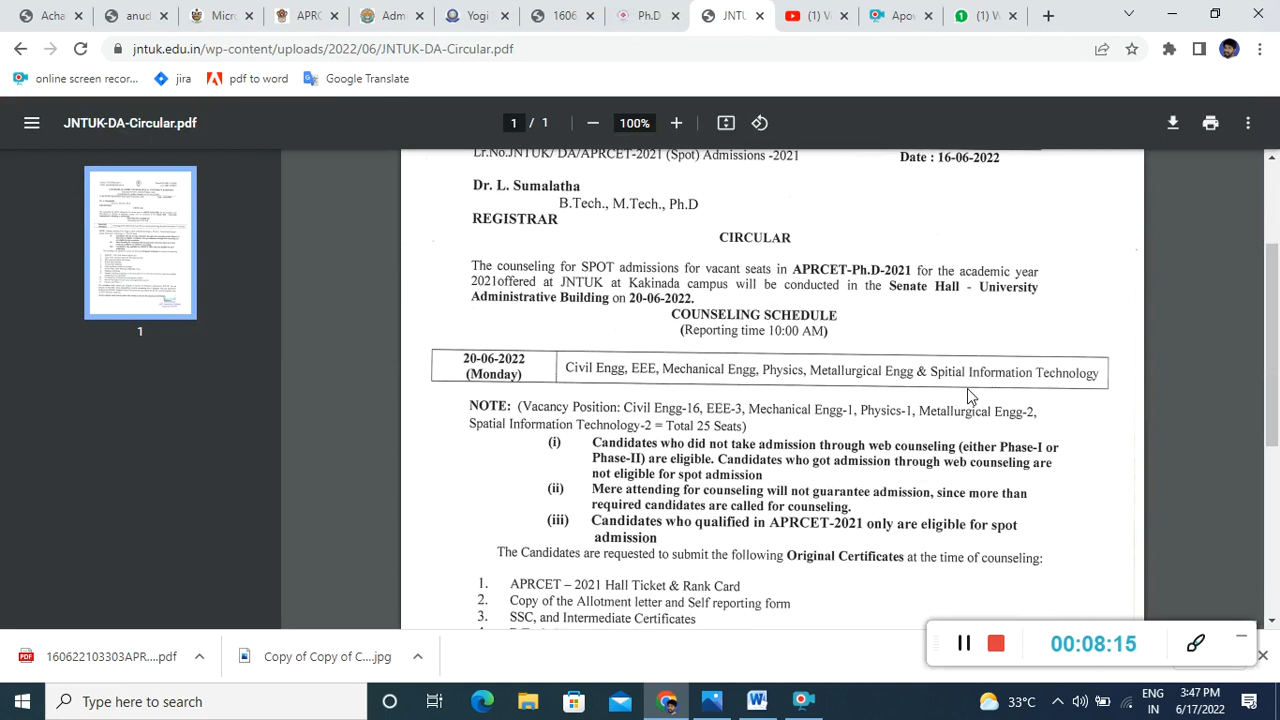 Acha
anud
Micro
APRC
Adm
Yogi
1606
Ph.D
JNTU
(1) V
Apov
(1) W
jntuk.edu.in/wp-content/uploads/2022/06/JNTUK-DA-Circular.pdf
online screen recor...
jira
pdf to word
Google Translate
JNTUK-DA-Circular.pdf
1 / 1
100%
Lr.No.JNTUK/ DA/APRCET-2021 (Spot) Admissions -2021
Date : 16-06-2022
Dr. L. Sumalatha
B.Tech., M.Tech., Ph.D
REGISTRAR
CIRCULAR
The counseling for SPOT admissions for vacant seats in APRCET-Ph.D-2021 for the academic year
2021offered at JNTUK at Kakinada campus will be conducted in the Senate Hall - University
Administrative Building on 20-06-2022.
COUNSELING SCHEDULE
(Reporting time 10:00 AM)
20-06-2022
(Monday)
Civil Engg, EEE, Mechanical Engg, Physics, Metallurgical Engg & Spitial Information Technology
NOTE: (Vacancy Position: Civil Engg-16, EEE-3, Mechanical Engg-1, Physics-1, Metallurgical Engg-2,
Spatial Information Technology-2 = Total 25 Seats)
(i) Candidates who did not take admission through web counseling (either Phase-I or
Phase-II) are eligible. Candidates who got admission through web counseling are
not eligible for spot admission
(ii) Mere attending for counseling will not guarantee admission, since more than
required candidates are called for counseling.
(iii) Candidates who qualified in APRCET-2021 only are eligible for spot
admission
The Candidates are requested to submit the following Original Certificates at the time of counseling:
1. APRCET – 2021 Hall Ticket & Rank Card
2. Copy of the Allotment letter and Self reporting form
3. SSC, and Intermediate Certificates
1
160622103303APR....pdf
Copy of Copy of C....jpg
00:08:15
Type here to search
33°C
ENG
IN
3:47 PM
6/17/2022